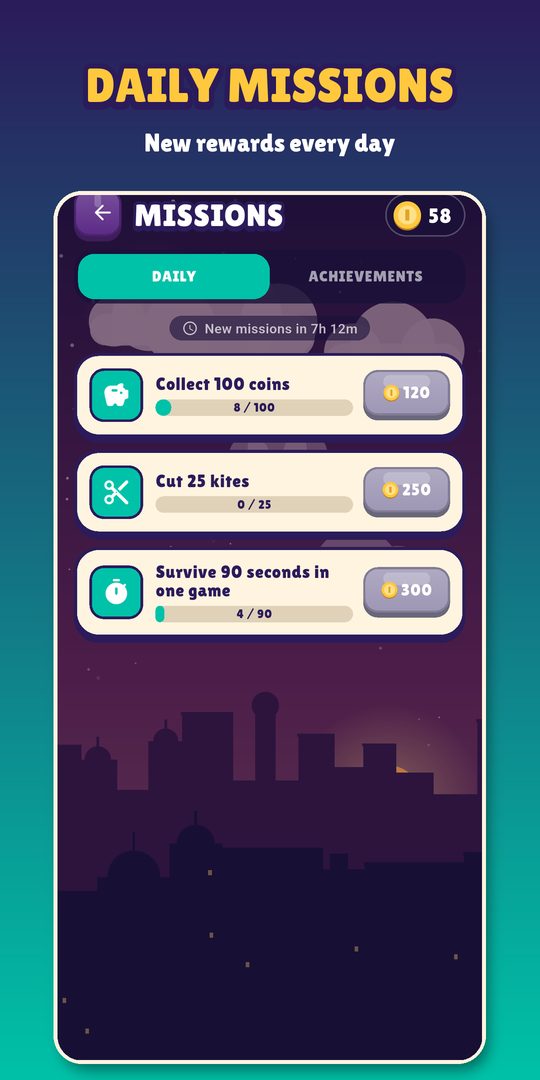 DAILY MISSIONS
New rewards every day
MISSIONS
58
DAILY
ACHIEVEMENTS
New missions in 7h 12m
Collect 100 coins
8 / 100
120
Cut 25 kites
0 / 25
250
Survive 90 seconds in
one game
4 / 90
300